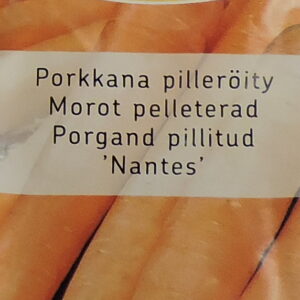 Porkkana pilleröity
Morot pelleterad
Porgand pillitud
'Nantes'